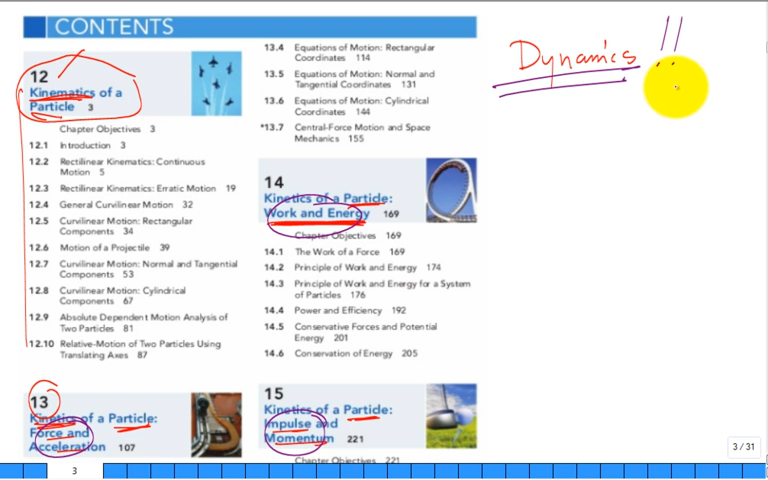 CONTENTS
12
Kinematics of a
Particle 3
Chapter Objectives 3
12.1 Introduction 3
12.2 Rectilinear Kinematics: Continuous
Motion 5
12.3 Rectilinear Kinematics: Erratic Motion 19
12.4 General Curvilinear Motion 32
12.5 Curvilinear Motion: Rectangular
Components 34
12.6 Motion of a Projectile 39
12.7 Curvilinear Motion: Normal and Tangential
Components 53
12.8 Curvilinear Motion: Cylindrical
Components 67
12.9 Absolute Dependent Motion Analysis of
Two Particles 81
12.10 Relative-Motion of Two Particles Using
Translating Axes 87
13
Kinetics of a Particle:
Force and
Acceleration 107
13.4 Equations of Motion: Rectangular
Coordinates 114
13.5 Equations of Motion: Normal and
Tangential Coordinates 131
13.6 Equations of Motion: Cylindrical
Coordinates 144
*13.7 Central-Force Motion and Space
Mechanics 155
14
Kinetics of a Particle:
Work and Energy 169
Chapter Objectives 169
14.1 The Work of a Force 169
14.2 Principle of Work and Energy 174
14.3 Principle of Work and Energy for a System
of Particles 176
14.4 Power and Efficiency 192
14.5 Conservative Forces and Potential
Energy 201
14.6 Conservation of Energy 205
15
Kinetics of a Particle:
Impulse and
Momentum 221
Chapter Objectives 221
Dynamics !!
3 / 31
3